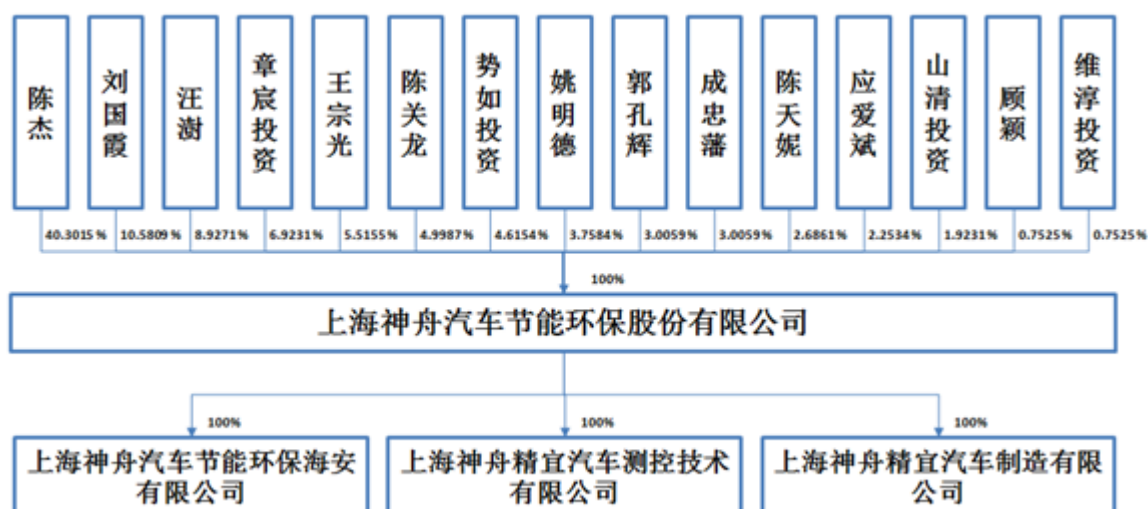 陈杰
刘国霞
汪澍
章宸投资
王宗光
陈关龙
势如投资
姚明德
郭孔辉
成忠藩
陈天妮
应爱斌
山清投资
顾颖
维淳投资
40.3015%
10.5809%
8.9271%
6.9231%
5.5155%
4.9987%
4.6154%
3.7584%
3.0059%
3.0059%
2.6861%
2.2534%
1.9231%
0.7525%
0.7525%
100%
上海神舟汽车节能环保股份有限公司
100%
100%
100%
上海神舟汽车节能环保海安
有限公司
上海神舟精宜汽车测控技术
有限公司
上海神舟精宜汽车制造有限
公司